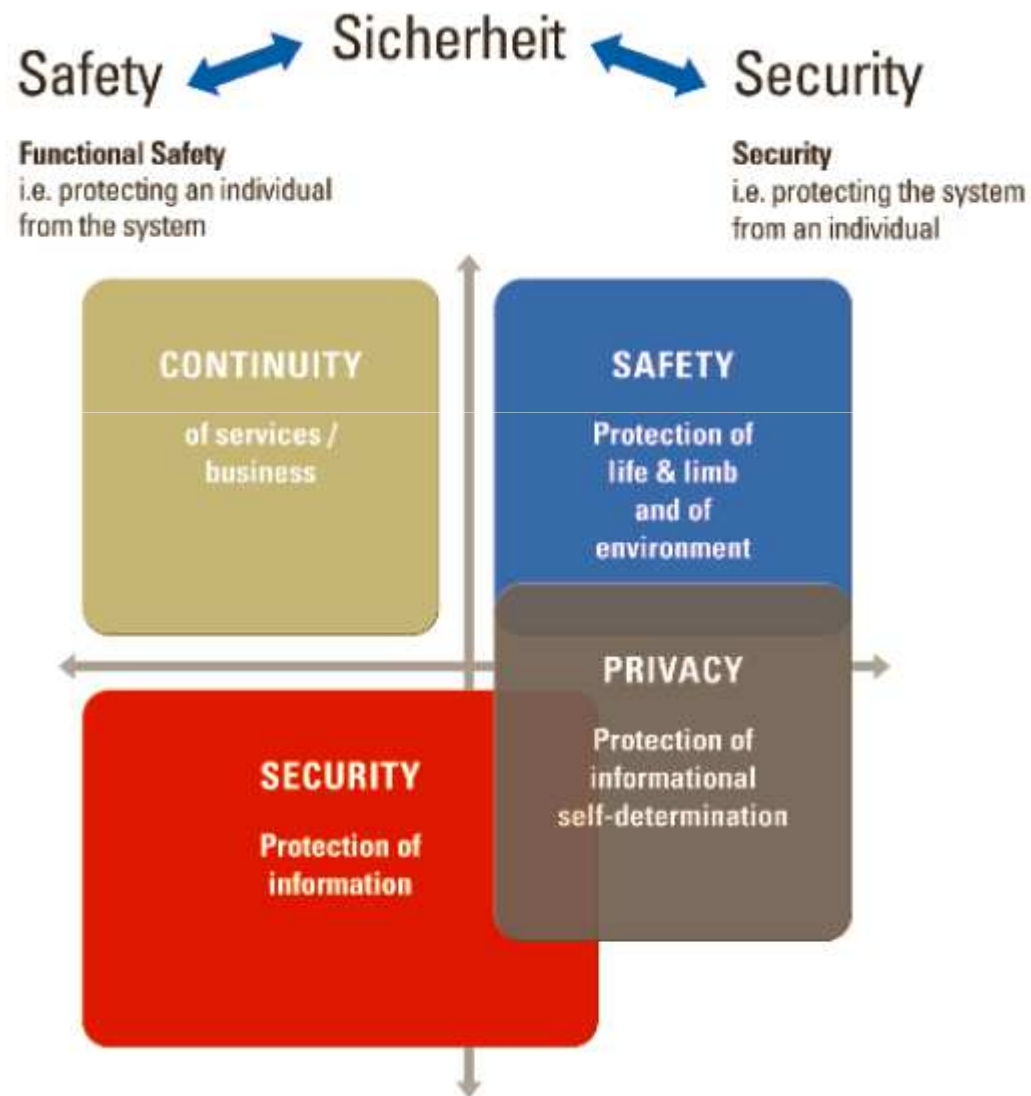 Safety
Sicherheit
Security
Functional Safety
i.e. protecting an individual
from the system
Security
i.e. protecting the system
from an individual
CONTINUITY
of services /
business
SAFETY
Protection of
life & limb
and of
environment
PRIVACY
Protection of
informational
self-determination
SECURITY
Protection of
information